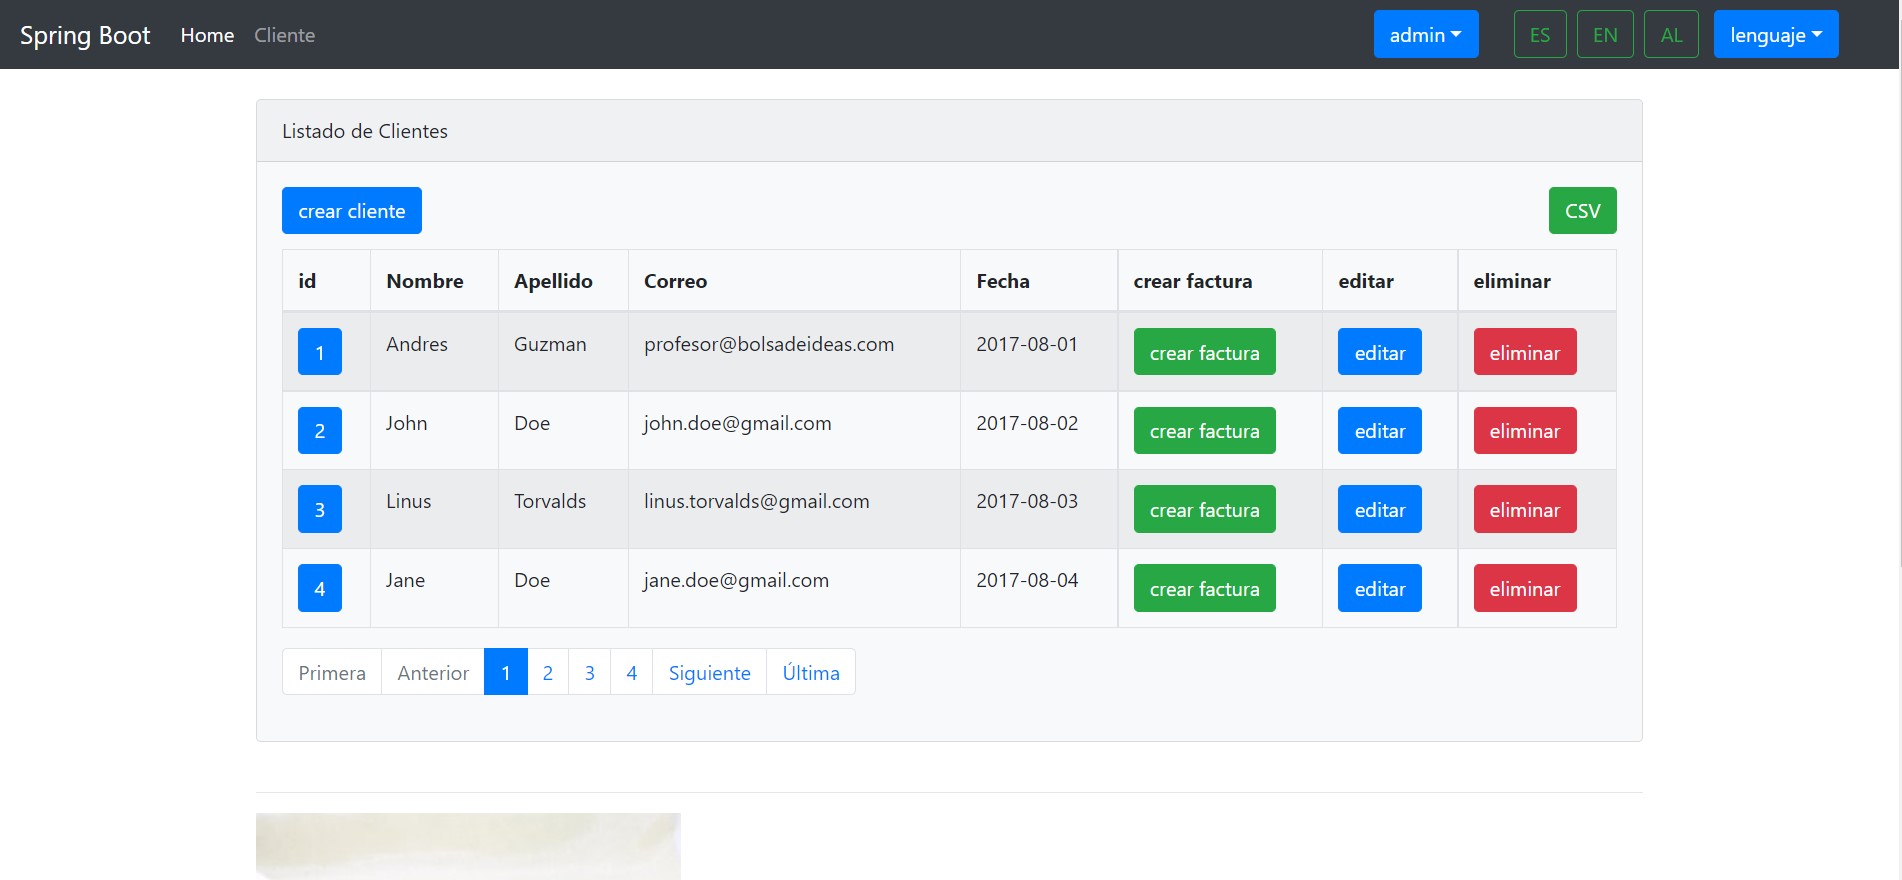 Spring Boot Home Cliente admin ES EN AL lenguaje
Listado de Clientes
crear cliente CSV
id Nombre Apellido Correo Fecha crear factura editar eliminar
1 Andres Guzman profesor@bolsadeideas.com 2017-08-01 crear factura editar eliminar
2 John Doe john.doe@gmail.com 2017-08-02 crear factura editar eliminar
3 Linus Torvalds linus.torvalds@gmail.com 2017-08-03 crear factura editar eliminar
4 Jane Doe jane.doe@gmail.com 2017-08-04 crear factura editar eliminar
Primera Anterior 1 2 3 4 Siguiente Última